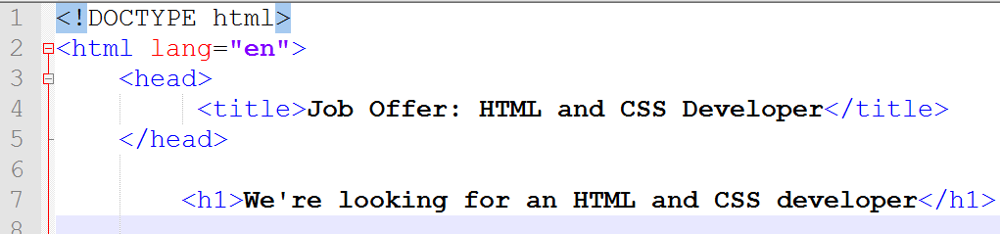 1 <!DOCTYPE html>
2 <html lang="en">
3 <head>
4 <title>Job Offer: HTML and CSS Developer</title>
5 </head>
6
7 <h1>We're looking for an HTML and CSS developer</h1>
8